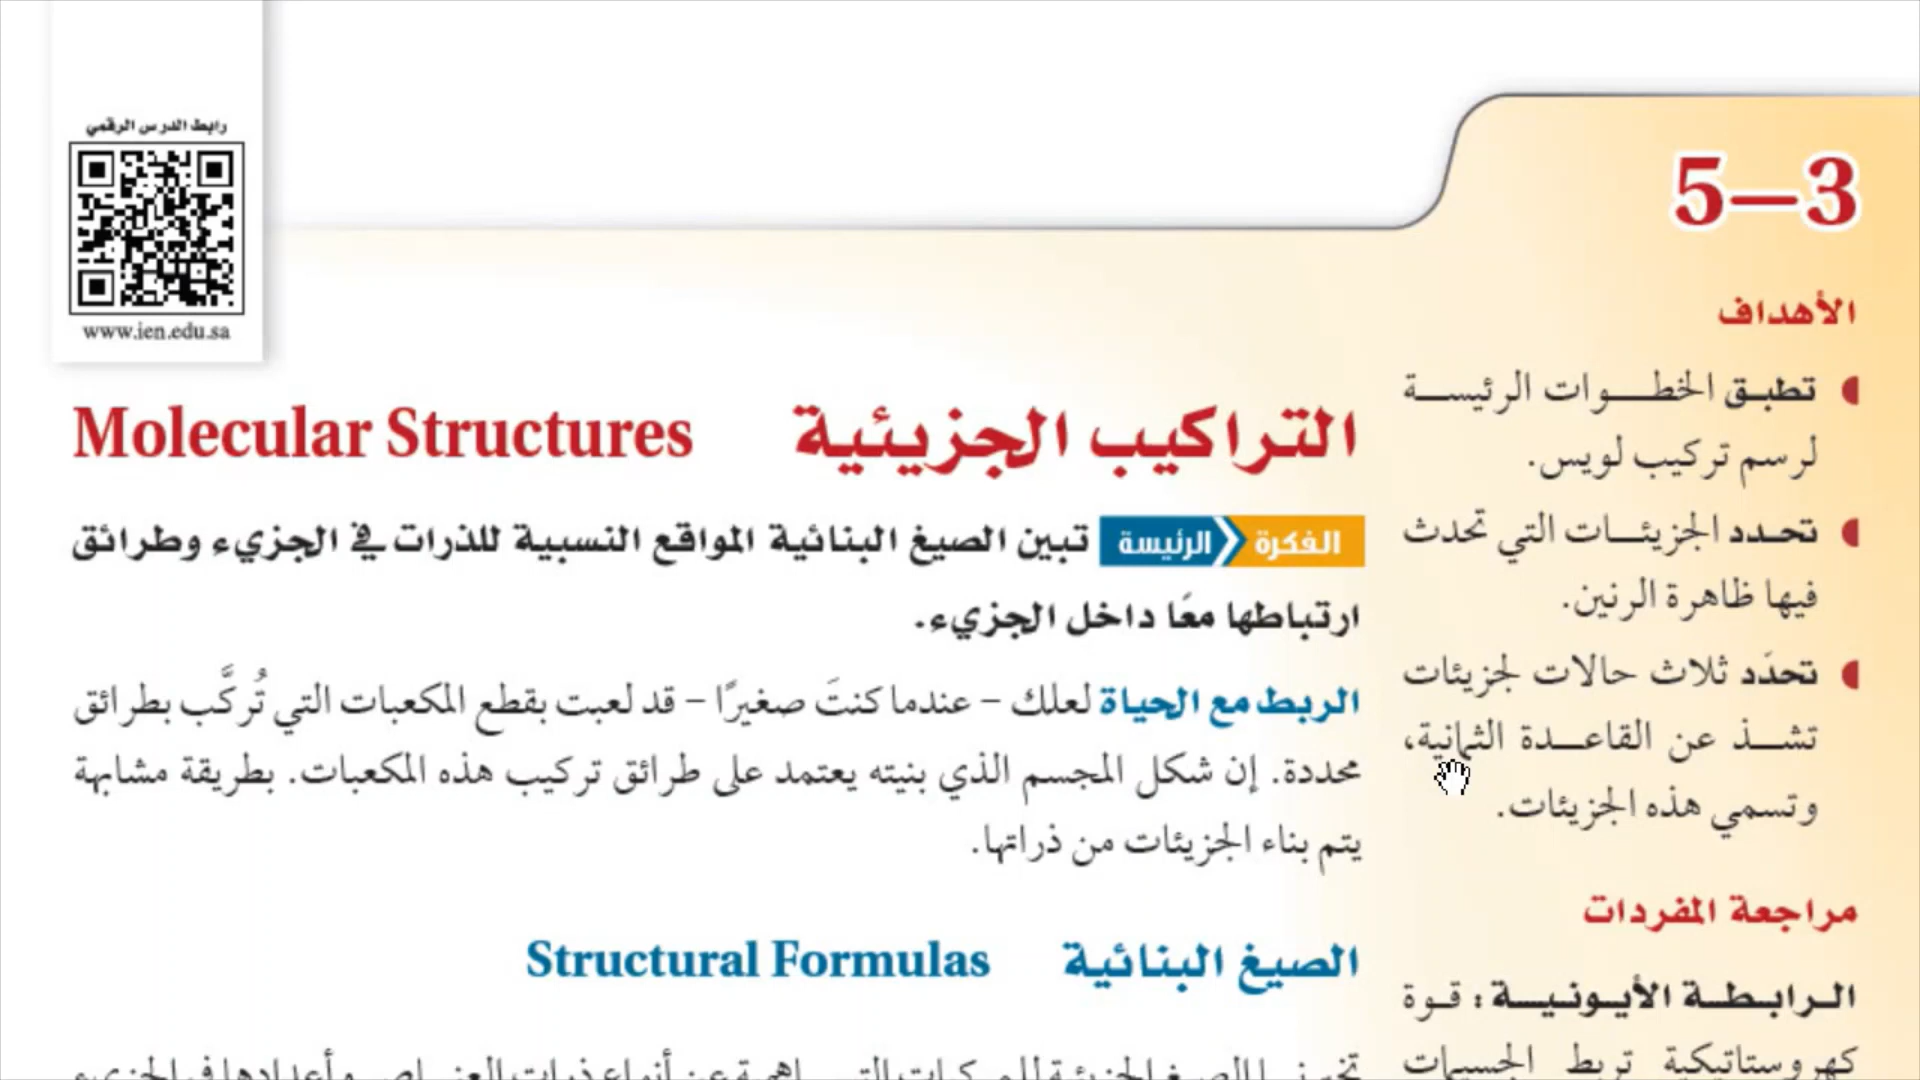 رابط الدرس الرقمي
www.ien.edu.sa
5–3
الأهداف
تطبق الخطوات الرئيسة
لرسم تركيب لويس.
تحدد الجزيئات التي تحدث
فيها ظاهرة الرنين.
تحدّد ثلاث حالات لجزيئات
تشذ عن القاعدة الثمانية،
وتسمي هذه الجزيئات.
مراجعة المفردات
الرابطة الأيونية: قوة
كهروستاتيكية تربط الجسيمات
التراكيب الجزيئية Molecular Structures
الفكرة الرئيسة تبين الصيغ البنائية المواقع النسبية للذرات في الجزيء وطرائق
ارتباطها معًا داخل الجزيء.
الربط مع الحياة لعلك – عندما كنتَ صغيرًا – قد لعبت بقطع المكعبات التي تُركَّب بطرائق
محددة. إن شكل المجسم الذي بنيته يعتمد على طرائق تركيب هذه المكعبات. بطريقة مشابهة
يتم بناء الجزيئات من ذراتها.
الصيغ البنائية Structural Formulas